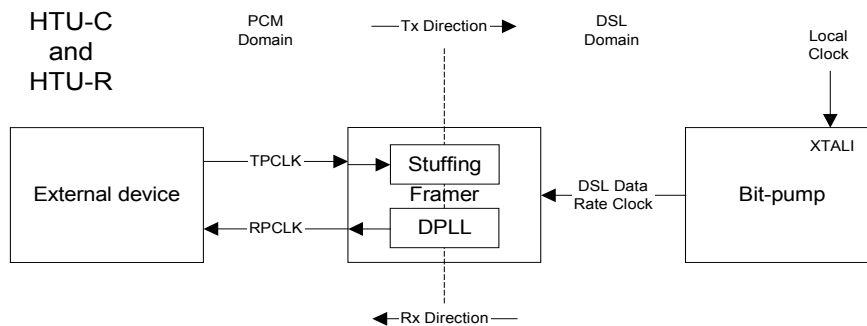 HTU-C
and
HTU-R
PCM
Domain
Tx Direction
DSL
Domain
Local
Clock
XTALI
External device
TPCLK
Stuffing
Framer
DSL Data
Rate Clock
Bit-pump
RPCLK
DPLL
Rx Direction